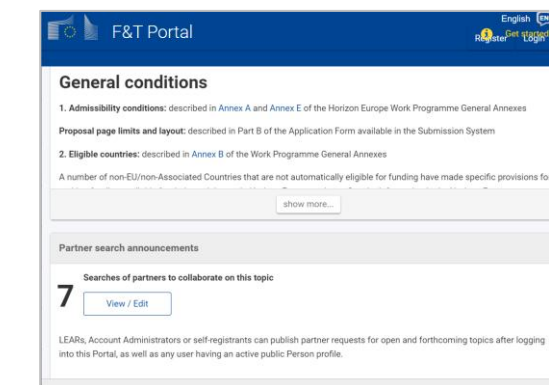 English EN
F&T Portal
Register Get started Login
General conditions
1. Admissibility conditions: described in Annex A and Annex E of the Horizon Europe Work Programme General Annexes
Proposal page limits and layout: described in Part B of the Application Form available in the Submission System
2. Eligible countries: described in Annex B of the Work Programme General Annexes
A number of non-EU/non-Associated Countries that are not automatically eligible for funding have made specific provisions for
show more...
Partner search announcements
Searches of partners to collaborate on this topic
7
View / Edit
LEARs, Account Administrators or self-registrants can publish partner requests for open and forthcoming topics after logging
into this Portal, as well as any user having an active public Person profile.